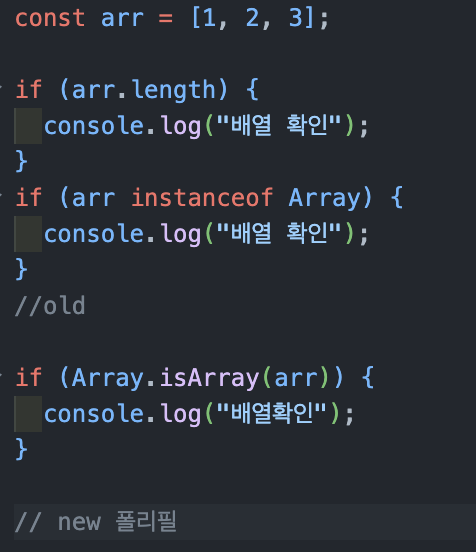 const arr = [1, 2, 3];
if (arr.length) {
console.log("배열 확인");
}
if (arr instanceof Array) {
console.log("배열 확인");
}
//old
if (Array.isArray(arr)) {
console.log("배열확인");
}
// new 폴리필